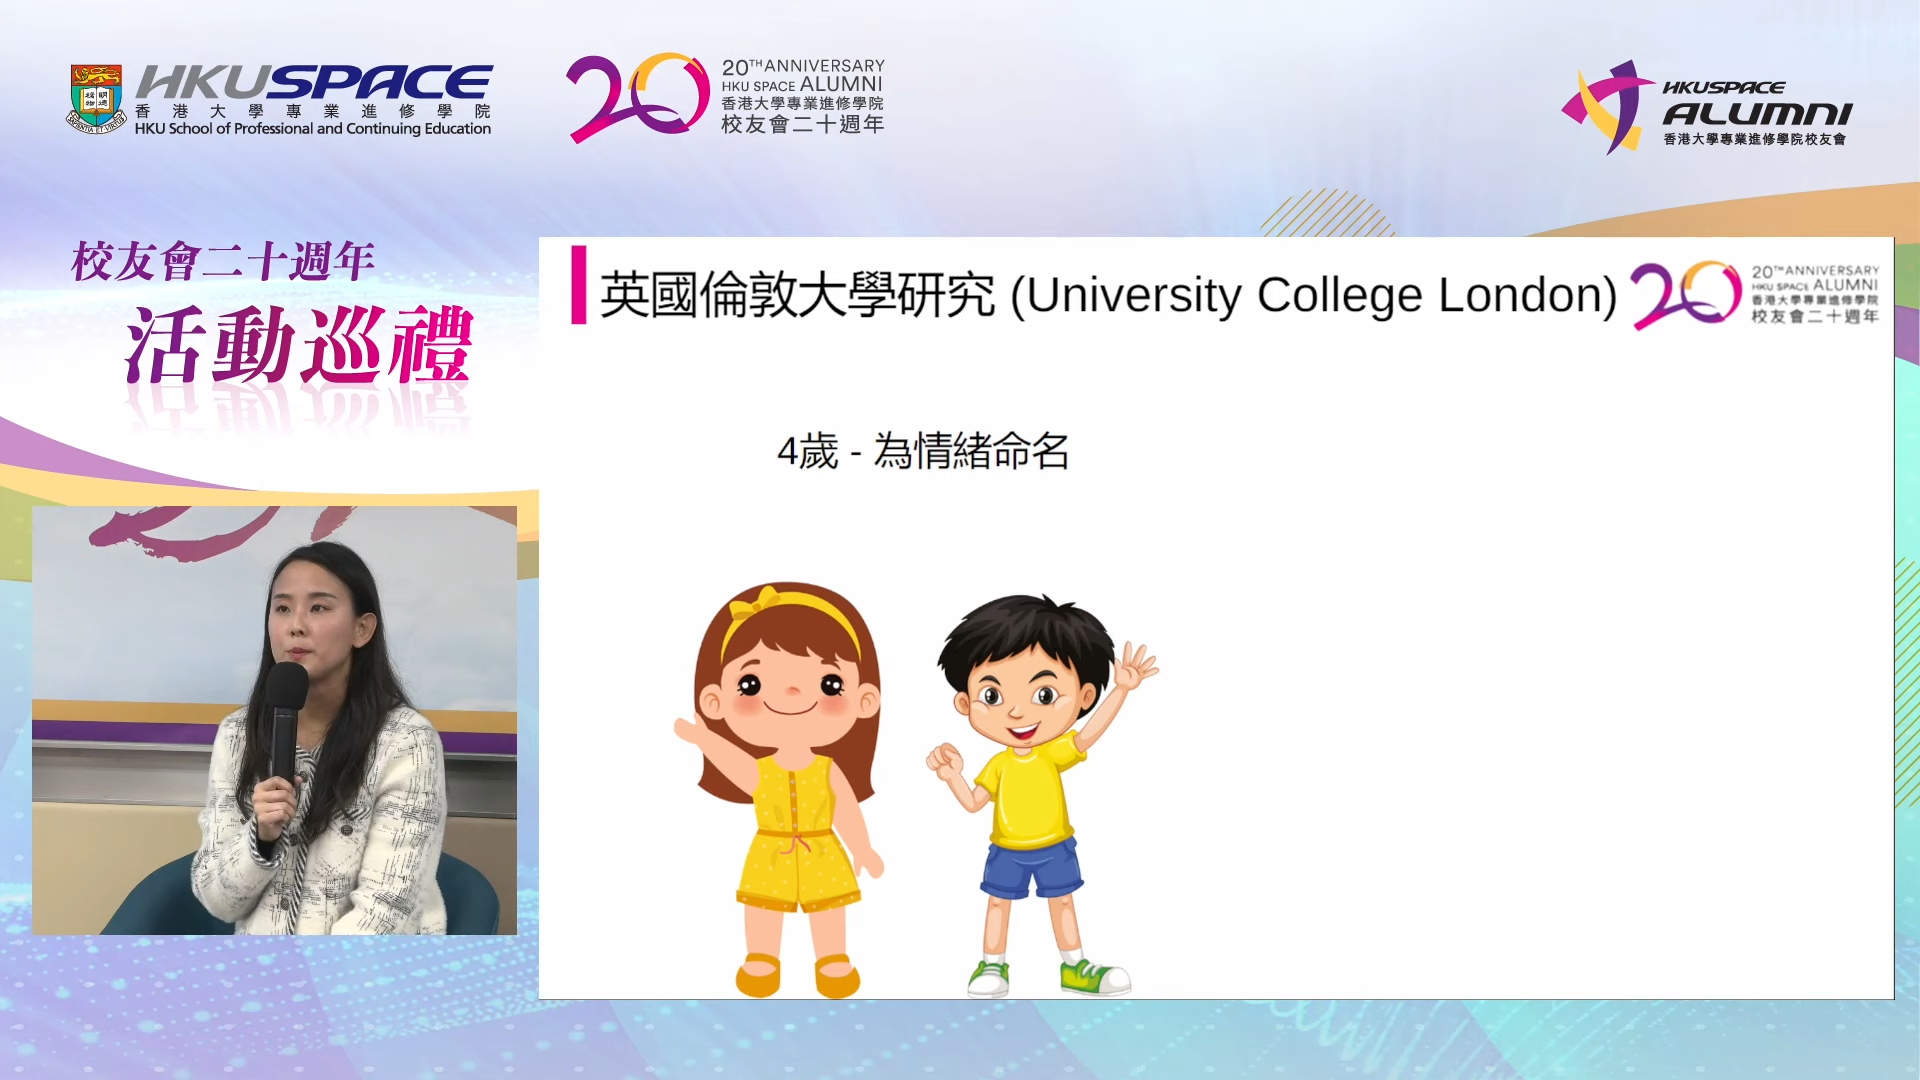 HKUSPACE
香港大學專業進修學院
HKU School of Professional and Continuing Education
20
20TH ANNIVERSARY
HKU SPACE ALUMNI
香港大學專業進修學院
校友會二十週年
HKUSPACE
ALUMNI
香港大學專業進修學院校友會
校友會二十週年
活動巡禮
英國倫敦大學研究 (University College London)
20
20TH ANNIVERSARY
HKU SPACE ALUMNI
香港大學專業進修學院
校友會二十週年
4歲 - 為情緒命名